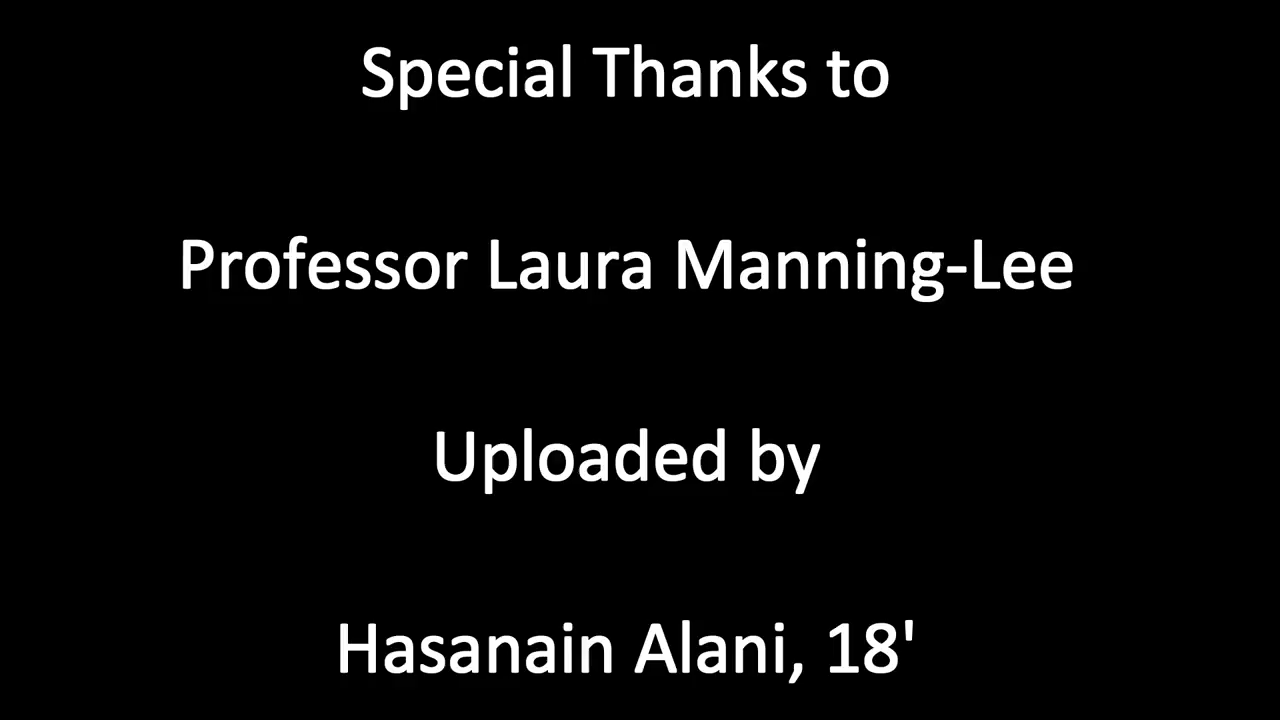 Special Thanks to
Professor Laura Manning-Lee
Uploaded by
Hasanain Alani, 18'